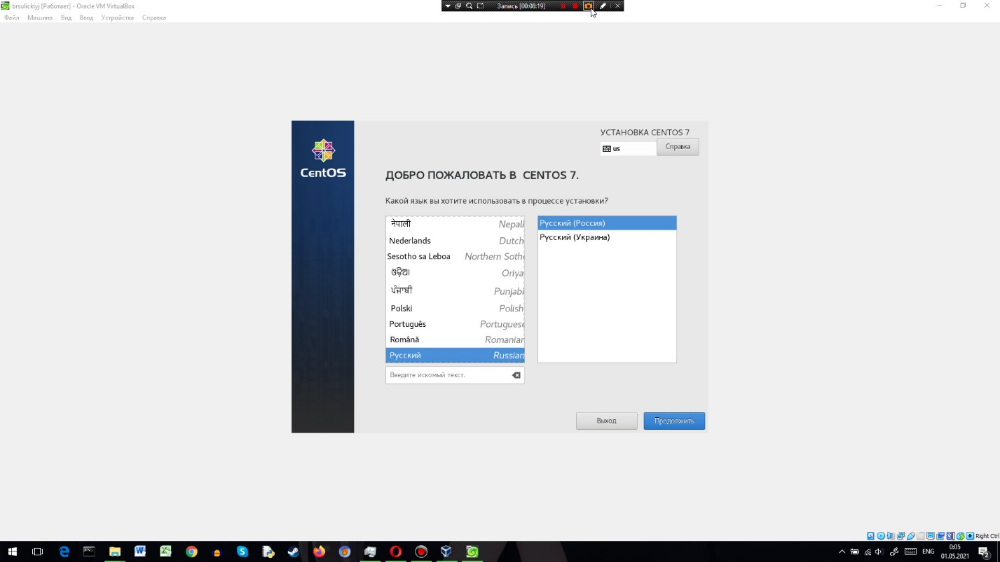 brsulickiyj [Работает] - Oracle VM VirtualBox
Запись [00:08:19]
Файл Машина Вид Ввод Устройства Справка
УСТАНОВКА CENTOS 7
us
Справка
CentOS
ДОБРО ПОЖАЛОВАТЬ В CENTOS 7.
Какой язык вы хотите использовать в процессе установки?
नेपाली Nepali
Nederlands Dutch
Sesotho sa Leboa Northern Sotho
ଓଡ଼ିଆ Oriya
ਪੰਜਾਬੀ Punjabi
Polski Polish
Português Portuguese
Română Romanian
Русский Russian
Русский (Россия)
Русский (Украина)
Введите искомый текст.
Выход Продолжить
Right Ctrl
ENG
0:05
01.05.2021
2